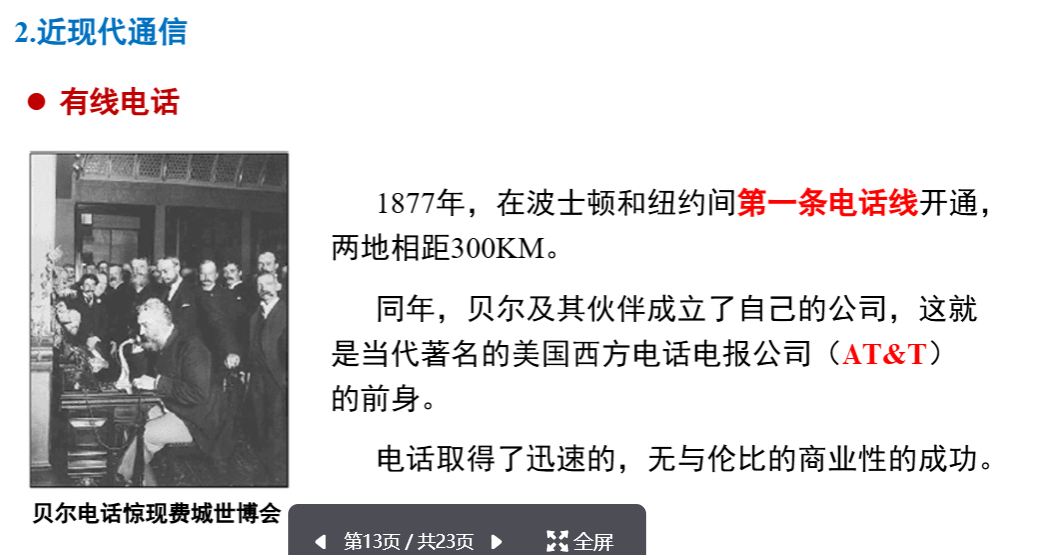 2.近现代通信
● 有线电话
1877年，在波士顿和纽约间第一条电话线开通，
两地相距300KM。
同年，贝尔及其伙伴成立了自己的公司，这就
是当代著名的美国西方电话电报公司（AT&T）
的前身。
电话取得了迅速的，无与伦比的商业性的成功。
贝尔电话惊现费城世博会
第13页 / 共23页
全屏